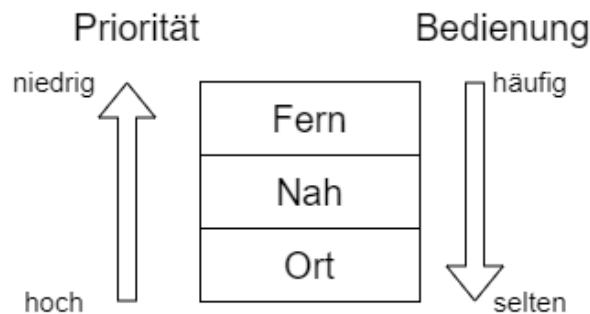 Priorität Bedienung
niedrig häufig
Fern
Nah
Ort
hoch selten